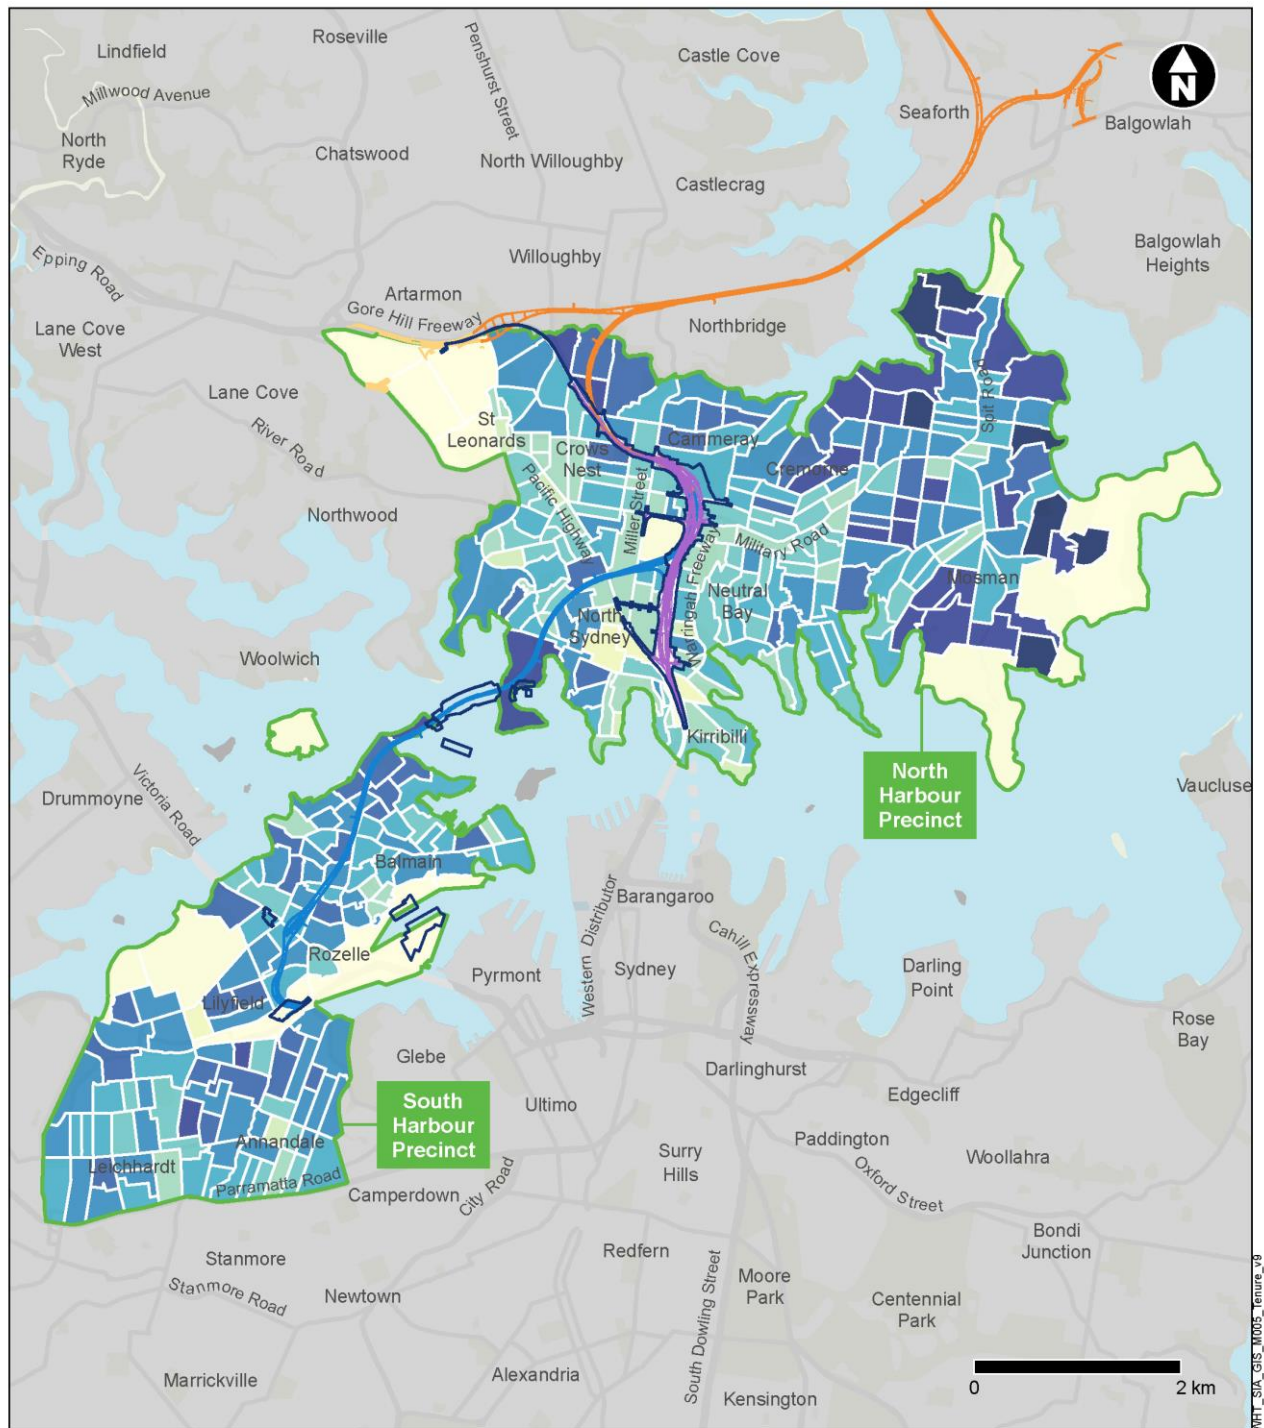 Lindfield
Roseville
Penshurst Street
Castle Cove
Millwood Avenue
N
Seaforth
Balgowlah
North
Ryde
Chatswood
North Willoughby
Castlecrag
Epping Road
Willoughby
Balgowlah
Heights
Artarmon
Gore Hill Freeway
Lane Cove
West
Northbridge
Lane Cove
River Road
St
Leonards
Spit Road
Crows
Nest
Cammeray
Cremorne
Pacific Highway
Miller Street
Northwood
Military Road
Warringah Freeway
Neutral
Bay
Mosman
North
Sydney
Woolwich
Kirribilli
North
Harbour
Precinct
Drummoyne
Victoria Road
Vaucluse
Balmain
Western Distributor
Barangaroo
Cahill Expressway
Rozelle
Pyrmont
Sydney
Darling
Point
Lilyfield
Rose
Bay
Glebe
Darlinghurst
Edgecliff
South
Harbour
Precinct
Ultimo
Annandale
Leichhardt
Parramatta Road
Surry
Hills
Paddington
Woollahra
Oxford Street
Camperdown
City Road
Stanmore
Redfern
Bondi
Junction
South Dowling Street
Stanmore Road
Newtown
Moore
Park
Centennial
Park
Marrickville
Alexandria
Kensington
0 2 km
WHT_SIA_GIS_M005_Tenure_v9